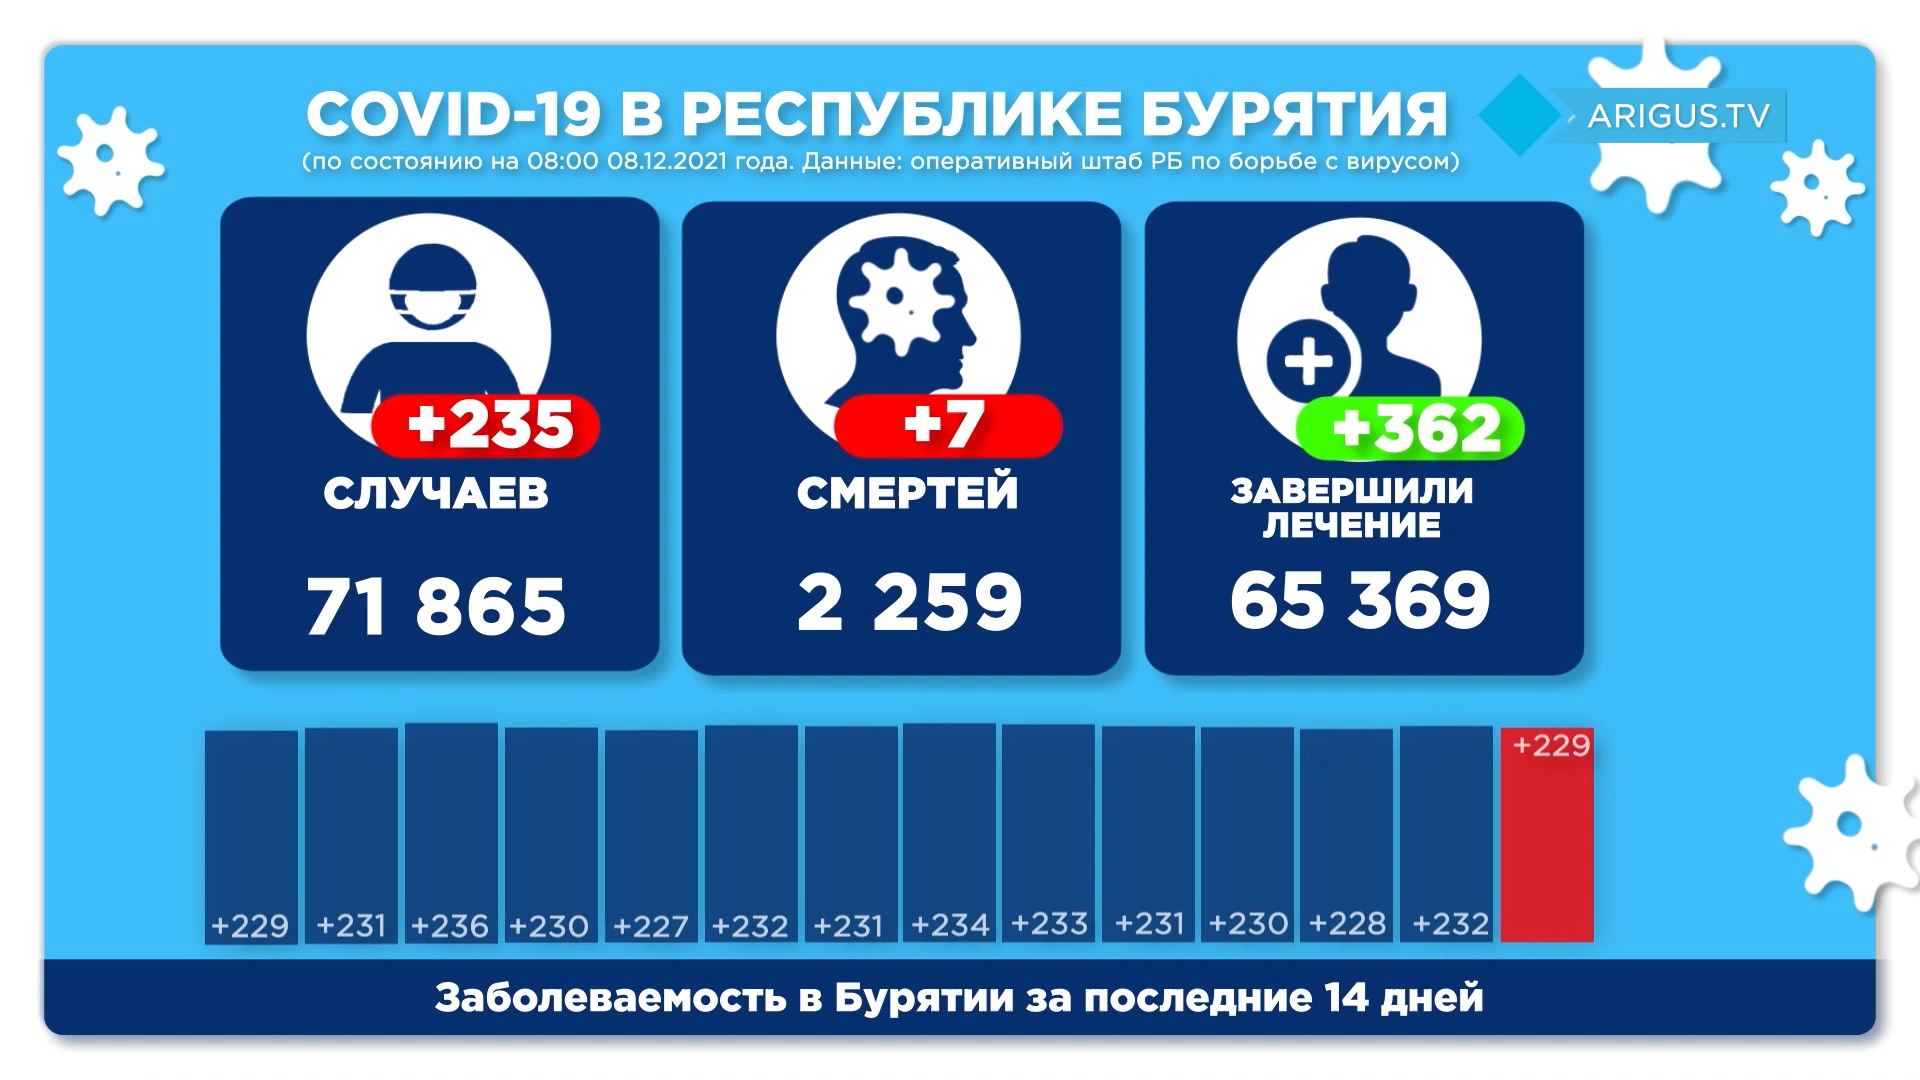 COVID-19 В РЕСПУБЛИКЕ БУРЯТИЯ
ARIGUS.TV
(по состоянию на 08:00 08.12.2021 года. Данные: оперативный штаб РБ по борьбе с вирусом)
+235
СЛУЧАЕВ
71 865
+7
СМЕРТЕЙ
2 259
+362
ЗАВЕРШИЛИ
ЛЕЧЕНИЕ
65 369
+229 +231 +236 +230 +227 +232 +231 +234 +233 +231 +230 +228 +232 +229
Заболеваемость в Бурятии за последние 14 дней